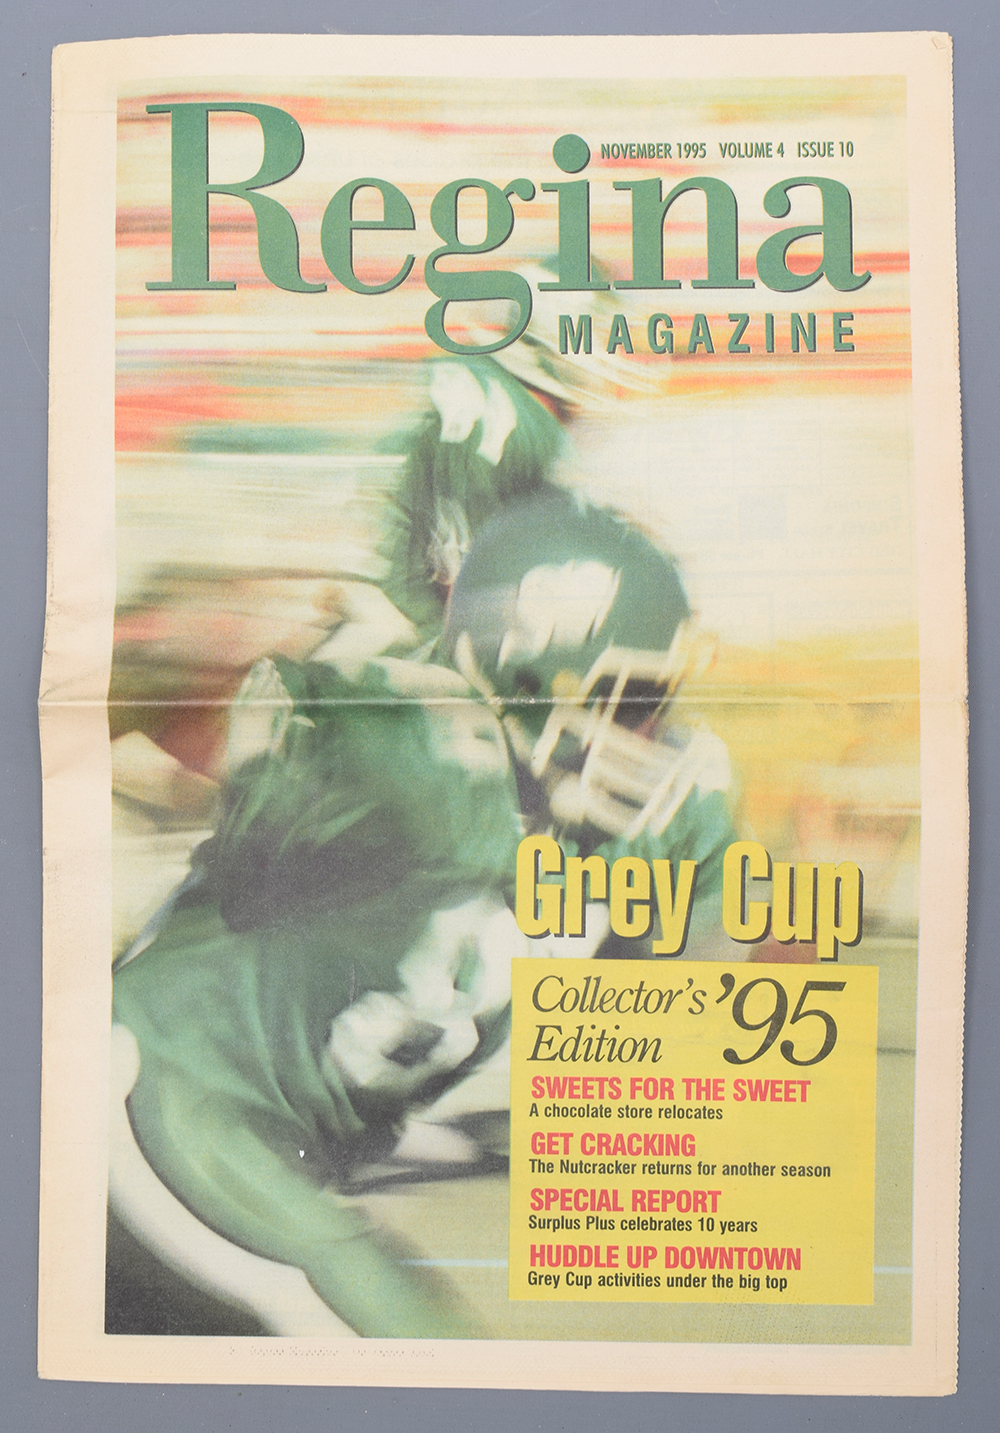 NOVEMBER 1995 VOLUME 4 ISSUE 10
Regina
MAGAZINE
Grey Cup
Collector's '95
Edition
SWEETS FOR THE SWEET
A chocolate store relocates
GET CRACKING
The Nutcracker returns for another season
SPECIAL REPORT
Surplus Plus celebrates 10 years
HUDDLE UP DOWNTOWN
Grey Cup activities under the big top